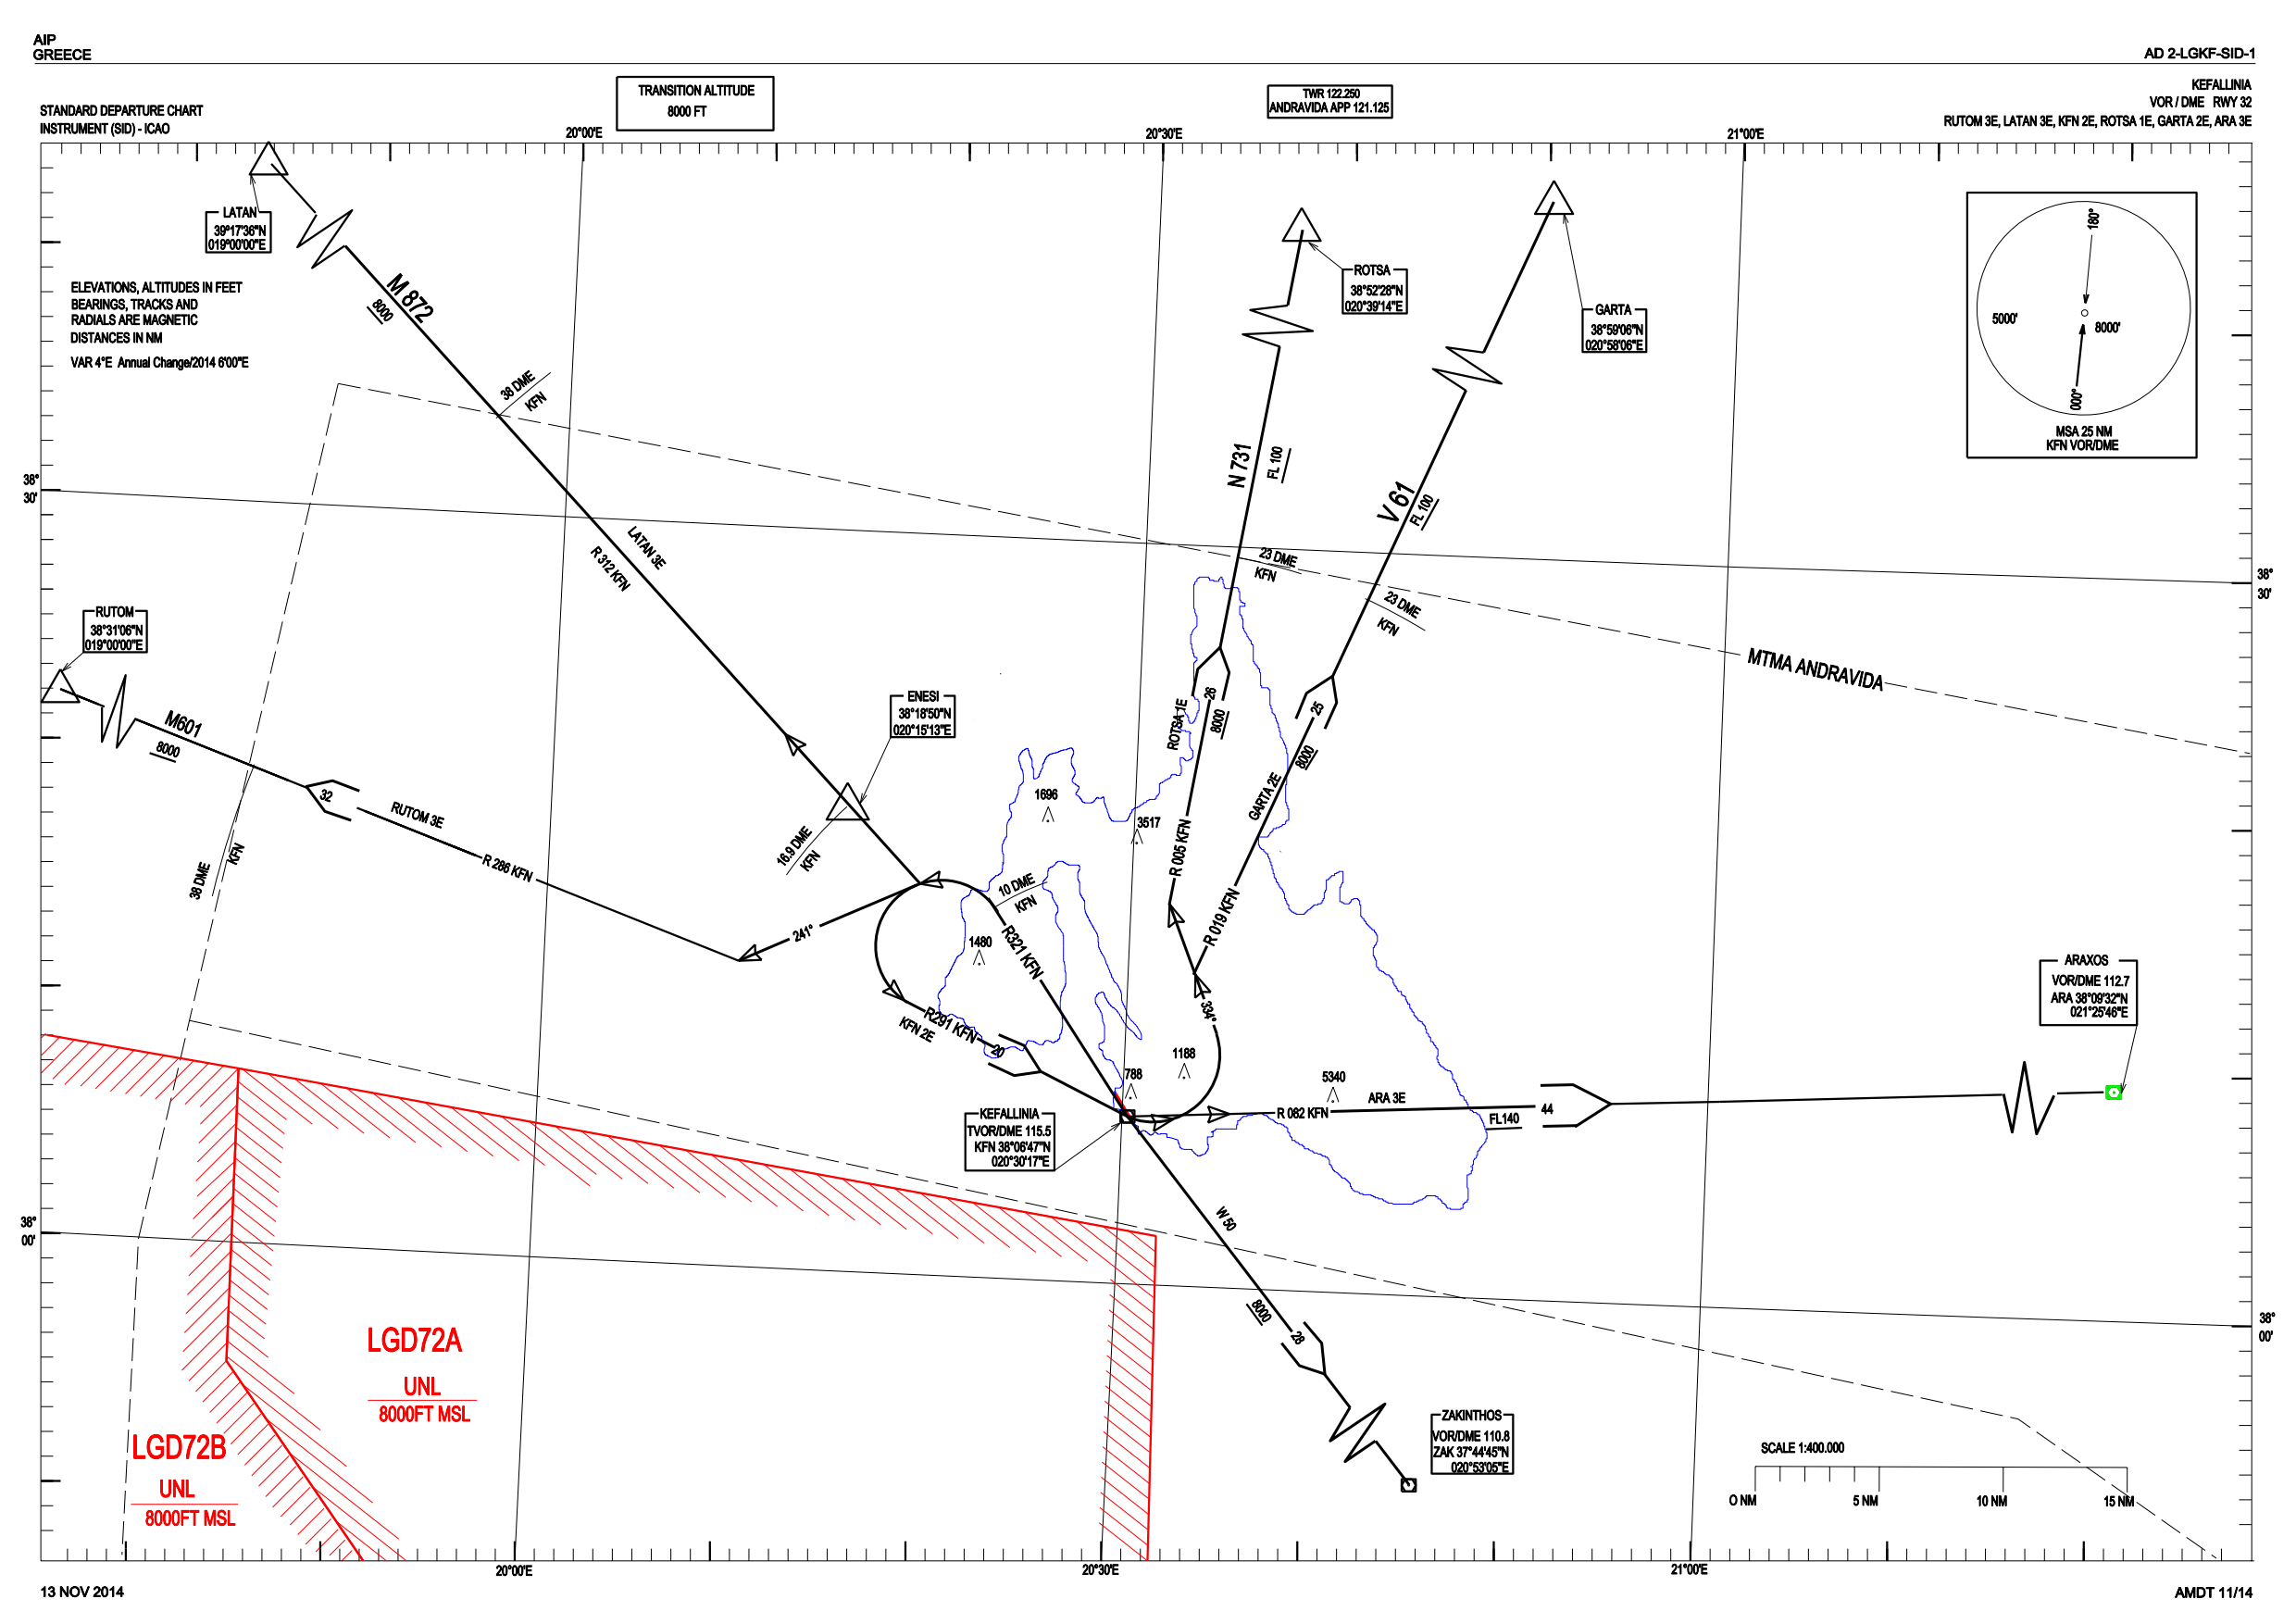 AIP
GREECE
AD 2-LGKF-SID-1
STANDARD DEPARTURE CHART
INSTRUMENT (SID) - ICAO
TRANSITION ALTITUDE
8000 FT
TWR 122.250
ANDRAVIDA APP 121.125
KEFALLINIA
VOR / DME RWY 32
RUTOM 3E, LATAN 3E, KFN 2E, ROTSA 1E, GARTA 2E, ARA 3E
20°00'E
20°30'E
21°00'E
LATAN
39°17'36"N
019°00'00"E
ELEVATIONS, ALTITUDES IN FEET
BEARINGS, TRACKS AND
RADIALS ARE MAGNETIC
DISTANCES IN NM
VAR 4°E Annual Change/2014 6'00"E
M 872
8000
38 DME
KFN
ROTSA
38°52'28"N
020°39'14"E
GARTA
38°59'06"N
020°58'06"E
180°
5000'
8000'
000°
MSA 25 NM
KFN VOR/DME
N 731
FL 100
V 61
FL 100
38°
30'
38°
30'
LATAN 3E
R 312 KFN
23 DME
KFN
23 DME
KFN
MTMA ANDRAVIDA
RUTOM
38°31'06"N
019°00'00"E
M601
8000
32
RUTOM 3E
R 286 KFN
38 DME
KFN
ENESI
38°18'50"N
020°15'13"E
16.9 DME
KFN
241°
10 DME
KFN
R321 KFN
R291 KFN
KFN 2E
20
1696
3517
1480
1188
788
5340
ROTSA 1E
26
8000
R 005 KFN
GARTA 2E
25
8000
R 019 KFN
334°
ARAXOS
VOR/DME 112.7
ARA 38°09'32"N
021°25'46"E
R 082 KFN
ARA 3E
FL140
44
KEFALLINIA
TVOR/DME 115.5
KFN 38°06'47"N
020°30'17"E
W 50
8000
28
38°
00'
38°
00'
LGD72A
UNL
8000FT MSL
LGD72B
UNL
8000FT MSL
ZAKINTHOS
VOR/DME 110.8
ZAK 37°44'45"N
020°53'05"E
SCALE 1:400.000
O NM
5 NM
10 NM
15 NM
20°00'E
20°30'E
21°00'E
13 NOV 2014
AMDT 11/14